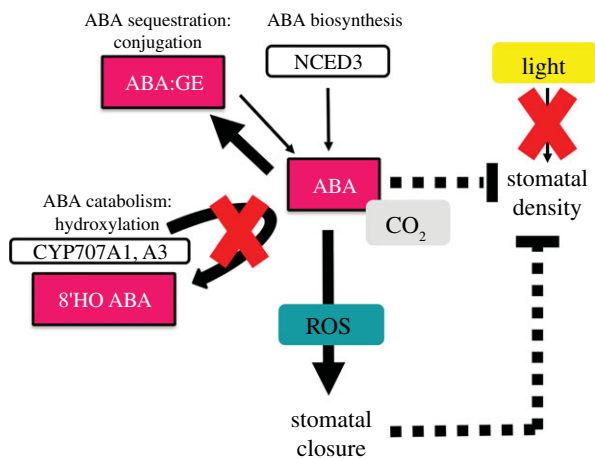 ABA sequestration:
conjugation
ABA biosynthesis
NCED3
light
ABA:GE
ABA
stomatal
density
CO₂
ABA catabolism:
hydroxylation
CYP707A1, A3
8'HO ABA
ROS
stomatal
closure